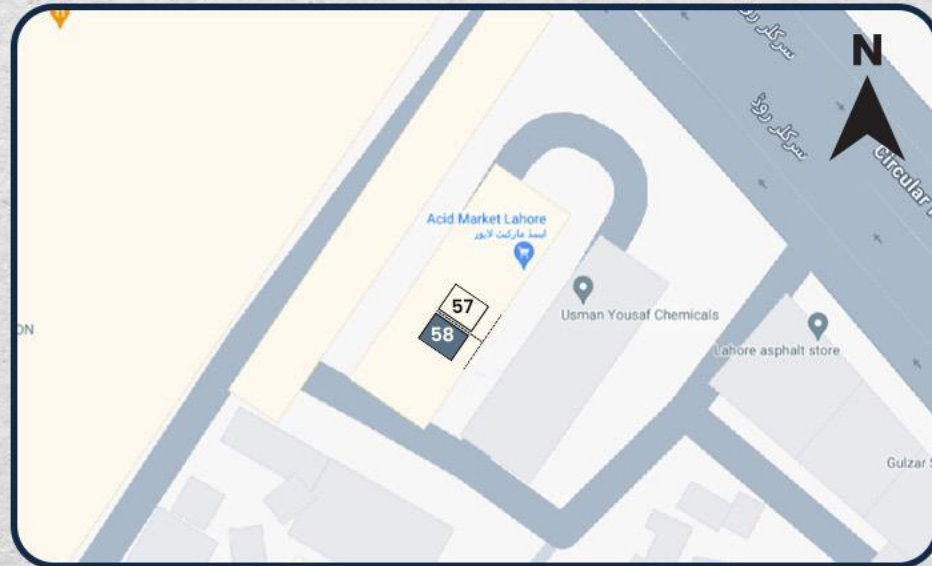 سرکلر روڈ
N
سرکلر روڈ
Circular
Acid Market Lahore
ایسڈ مارکیٹ لاہور
57
Usman Yousaf Chemicals
58
ON
Lahore asphalt store
Gulzar